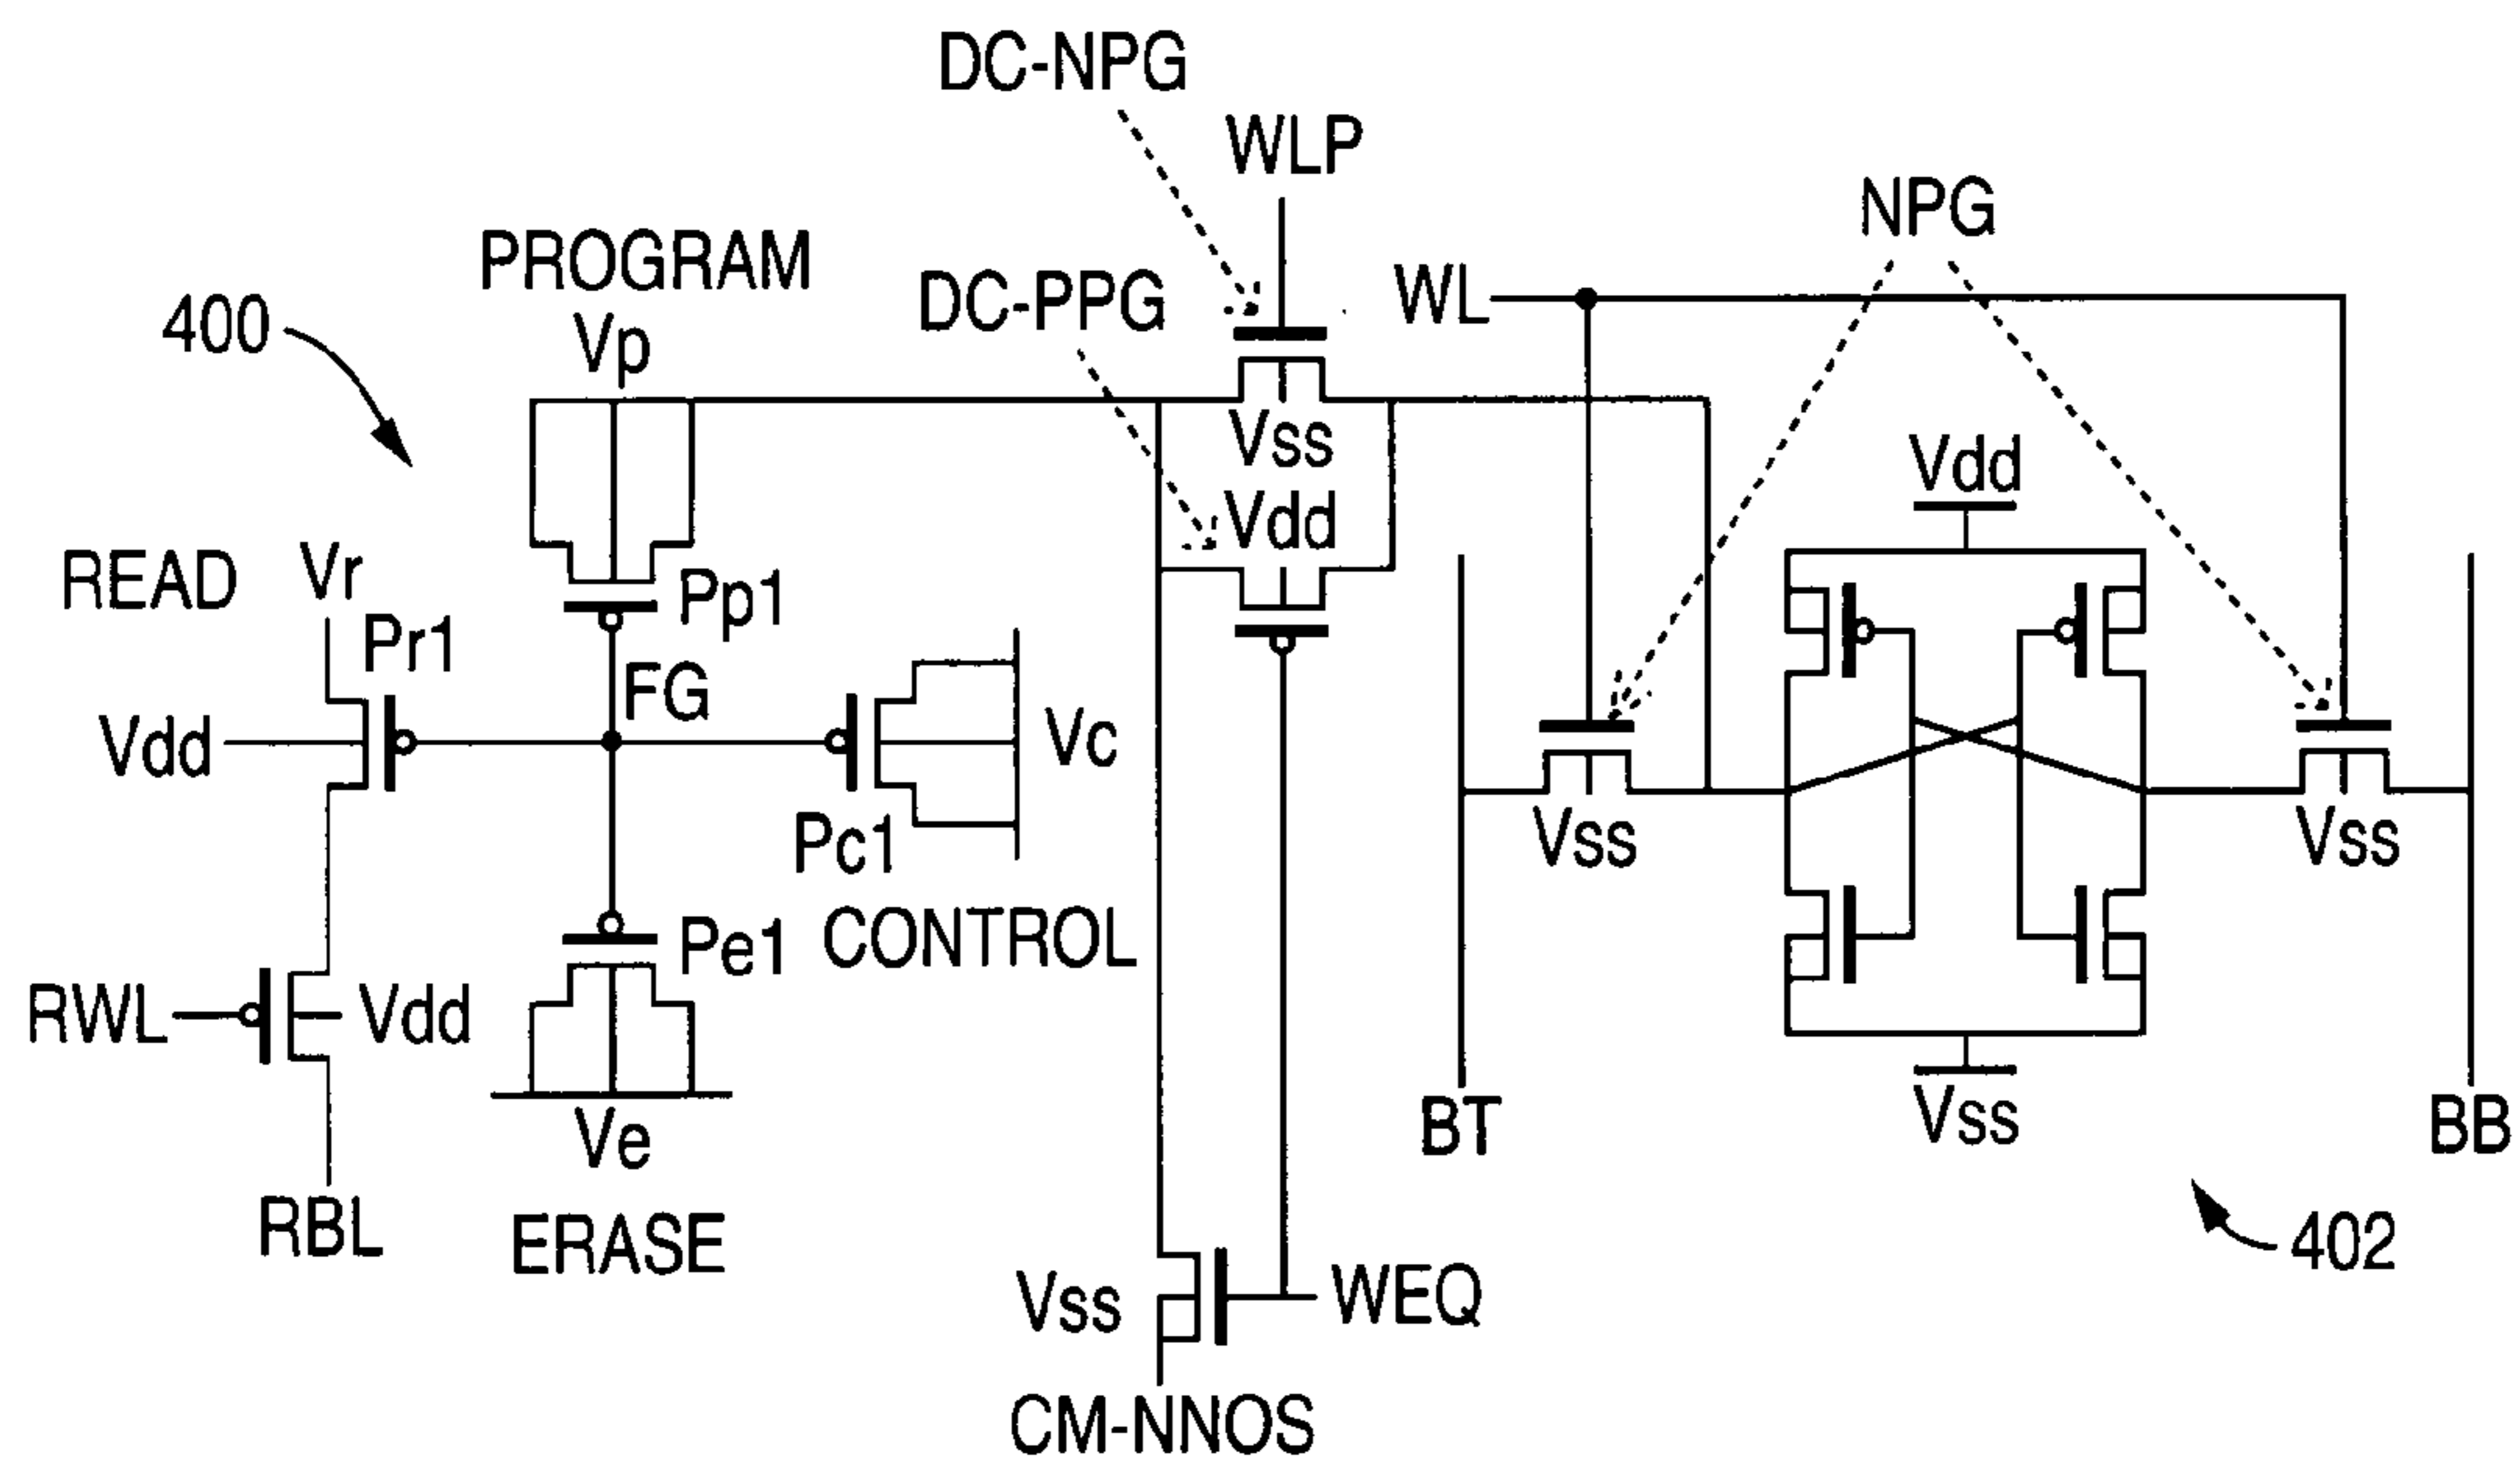 DC-NPG
WLP
NPG
PROGRAM
DC-PPG
WL
400
Vp
Vss
Vdd
Vdd
READ
Vr
Pp1
Pr1
FG
Vdd
Vc
Pc1
Vss
Vss
CONTROL
Pe1
RWL
Vdd
Vss
BT
BB
Ve
RBL
ERASE
402
Vss
WEQ
CM-NNOS